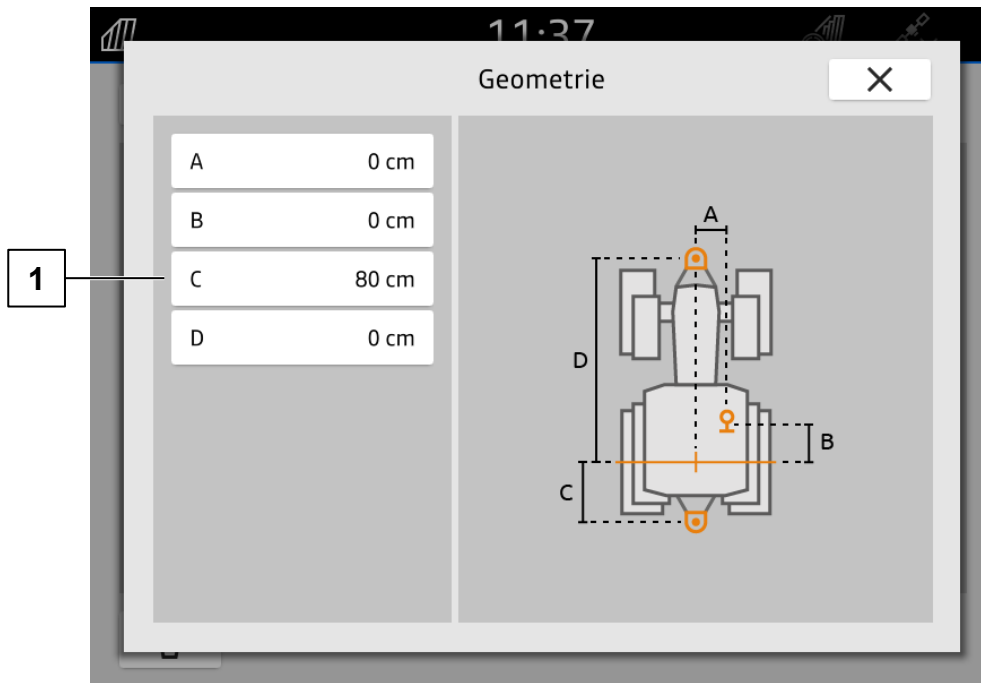 11:37
Geometrie
A 0 cm
B 0 cm
1
C 80 cm
D 0 cm
A
D
B
C